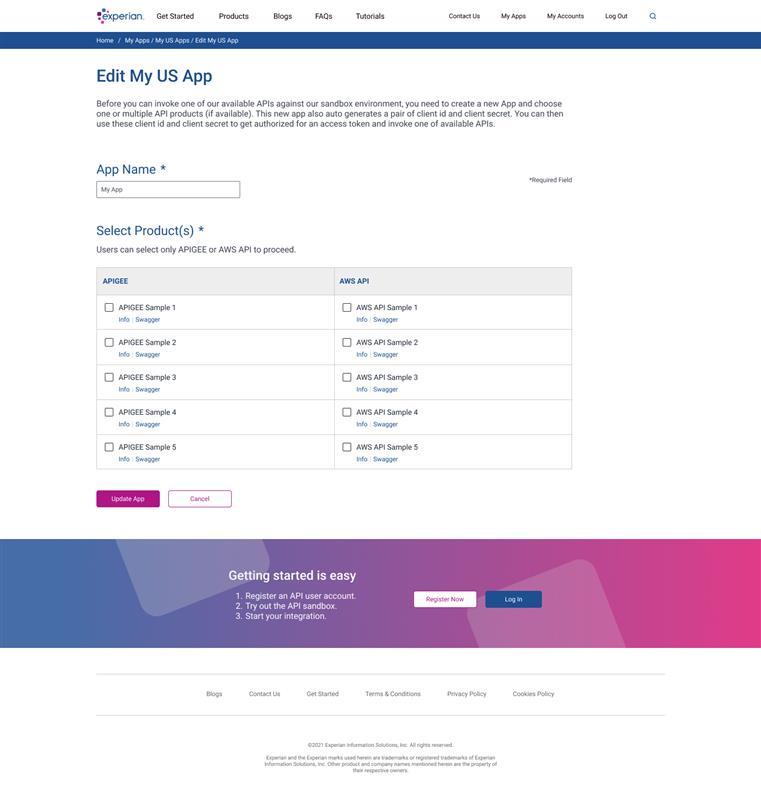 experian.
Get Started
Products
Blogs
FAQs
Tutorials
Contact Us
My Apps
My Accounts
Log Out
Home / My Apps / My US Apps / Edit My US App
Edit My US App
Before you can invoke one of our available APIs against our sandbox environment, you need to create a new App and choose
one or multiple API products (if available). This new app also auto generates a pair of client id and client secret. You can then
use these client id and client secret to get authorized for an access token and invoke one of available APIs.
App Name *
*Required Field
My App
Select Product(s) *
Users can select only APIGEE or AWS API to proceed.
APIGEE
AWS API
APIGEE Sample 1
Info | Swagger
AWS API Sample 1
Info | Swagger
APIGEE Sample 2
Info | Swagger
AWS API Sample 2
Info | Swagger
APIGEE Sample 3
Info | Swagger
AWS API Sample 3
Info | Swagger
APIGEE Sample 4
Info | Swagger
AWS API Sample 4
Info | Swagger
APIGEE Sample 5
Info | Swagger
AWS API Sample 5
Info | Swagger
Update App
Cancel
Getting started is easy
1. Register an API user account.
2. Try out the API sandbox.
3. Start your integration.
Register Now
Log In
Blogs
Contact Us
Get Started
Terms & Conditions
Privacy Policy
Cookies Policy
©2021 Experian Information Solutions, Inc. All rights reserved.
Experian and the Experian marks used herein are trademarks or registered trademarks of Experian
Information Solutions, Inc. Other product and company names mentioned herein are the property of
their respective owners.